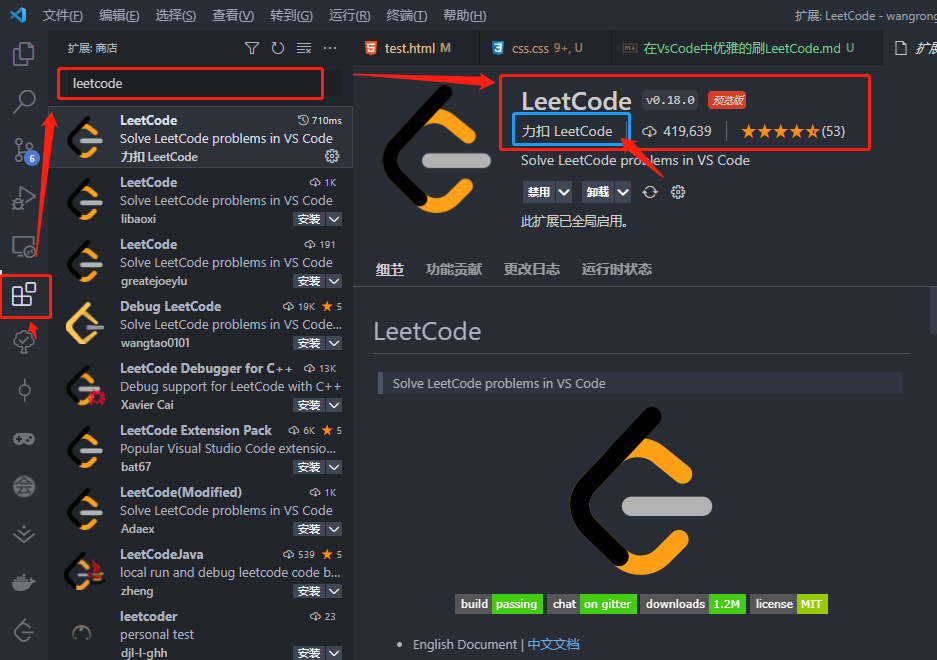 文件(F) 编辑(E) 选择(S) 查看(V) 转到(G) 运行(R) 终端(T) 帮助(H) 扩展: LeetCode - wangrong
扩展: 商店
test.html M
css.css 9+, U
在VsCode中优雅的刷LeetCode.md U
leetcode
6
LeetCode 710ms
Solve LeetCode problems in VS Code
力扣 LeetCode
LeetCode 1K
Solve LeetCode problems in VS Code
libaoxi 安装
LeetCode 191
Solve LeetCode problems in VS Code
greatejoeylu 安装
Debug LeetCode 19K ★ 5
Solve LeetCode problems in VS Code...
wangtao0101 安装
LeetCode Debugger for C++ 13K
Debug support for LeetCode with C++
Xavier Cai 安装
LeetCode Extension Pack 6K ★ 5
Popular Visual Studio Code extensio...
bat67 安装
LeetCode(Modified) 1K
Solve LeetCode problems in VS Code
Adaex 安装
LeetCodeJava 539 ★ 5
local run and debug leetcode code b...
zheng 安装
leetcoder 23
personal test
djl-l-ghh 安装
LeetCode v0.18.0 预览版
力扣 LeetCode 419,639 ★★★★★(53)
Solve LeetCode problems in VS Code
禁用 卸载
此扩展已全局启用。
细节 功能贡献 更改日志 运行时状态
LeetCode
Solve LeetCode problems in VS Code
build passing chat on gitter downloads 1.2M license MIT
• English Document | 中文文档